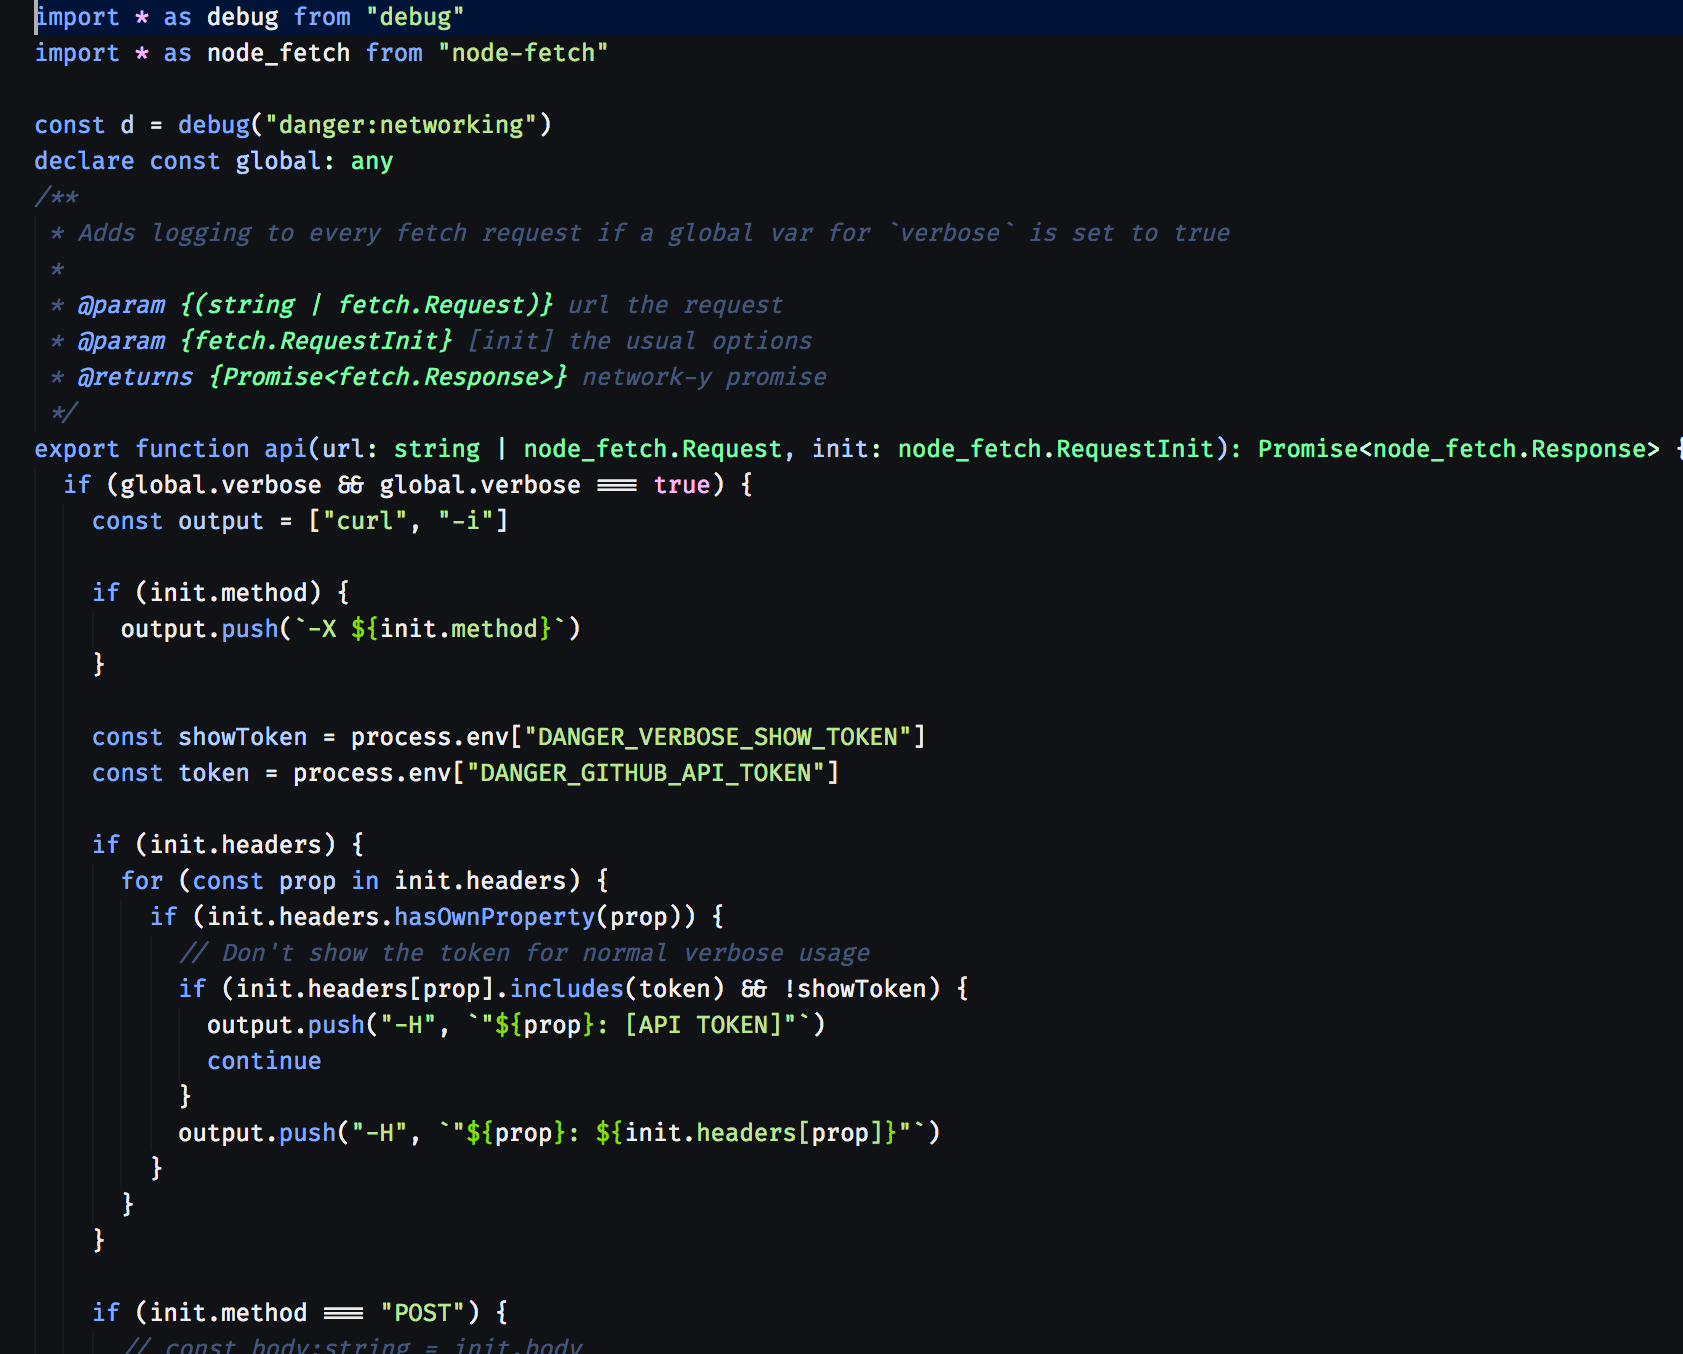 import * as debug from "debug"
import * as node_fetch from "node-fetch"
const d = debug("danger:networking")
declare const global: any
/**
* Adds logging to every fetch request if a global var for `verbose` is set to true
*
* @param {(string | fetch.Request)} url the request
* @param {fetch.RequestInit} [init] the usual options
* @returns {Promise<fetch.Response>} network-y promise
*/
export function api(url: string | node_fetch.Request, init: node_fetch.RequestInit): Promise<node_fetch.Response> {
if (global.verbose && global.verbose === true) {
const output = ["curl", "-i"]
if (init.method) {
output.push(`-X ${init.method}`)
}
const showToken = process.env["DANGER_VERBOSE_SHOW_TOKEN"]
const token = process.env["DANGER_GITHUB_API_TOKEN"]
if (init.headers) {
for (const prop in init.headers) {
if (init.headers.hasOwnProperty(prop)) {
// Don't show the token for normal verbose usage
if (init.headers[prop].includes(token) && !showToken) {
output.push("-H", `"${prop}: [API TOKEN]"`)
continue
}
output.push("-H", `"${prop}: ${init.headers[prop]}"`)
}
}
}
if (init.method === "POST") {
// const body:string = init.body